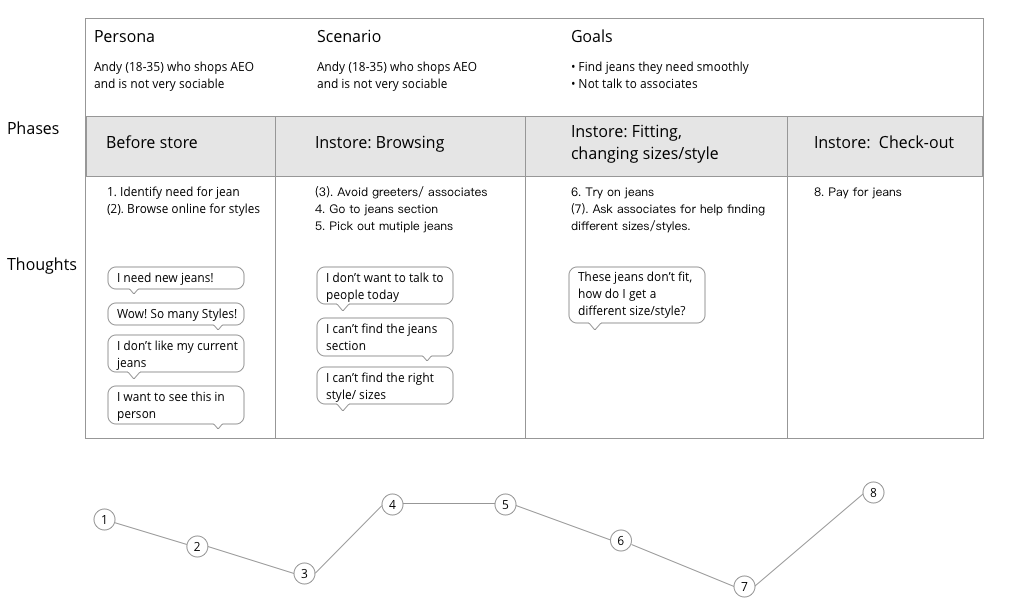 Persona
Andy (18-35) who shops AEO
and is not very sociable
Scenario
Andy (18-35) who shops AEO
and is not very sociable
Goals
• Find jeans they need smoothly
• Not talk to associates
Phases
Before store
Instore: Browsing
Instore: Fitting,
changing sizes/style
Instore: Check-out
1. Identify need for jean
(2). Browse online for styles
(3). Avoid greeters/ associates
4. Go to jeans section
5. Pick out mutiple jeans
6. Try on jeans
(7). Ask associates for help finding
different sizes/styles.
8. Pay for jeans
Thoughts
I need new jeans!
Wow! So many Styles!
I don't like my current
jeans
I want to see this in
person
I don't want to talk to
people today
I can't find the jeans
section
I can't find the right
style/ sizes
These jeans don't fit,
how do I get a
different size/style?
1
2
3
4
5
6
7
8